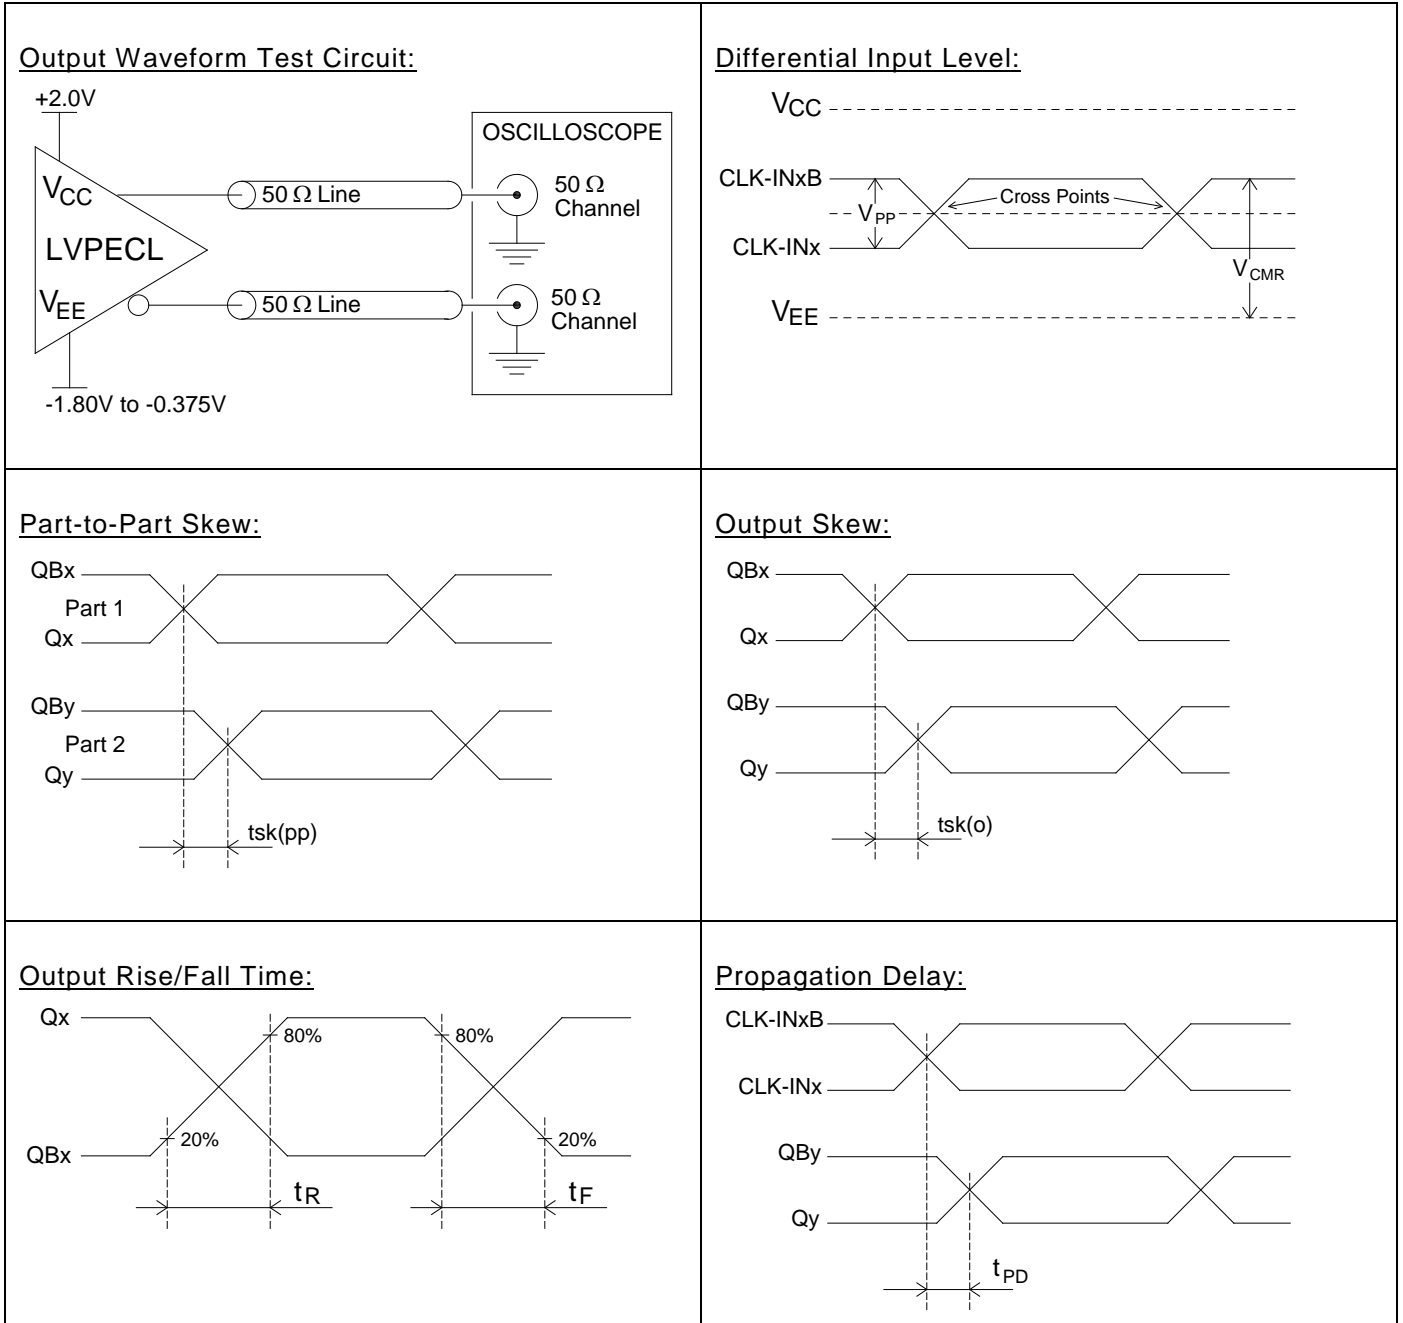 Output Waveform Test Circuit:
+2.0V
OSCILLOSCOPE
VCC
50 Ω Line
50 Ω
Channel
LVPECL
VEE
50 Ω Line
50 Ω
Channel
-1.80V to -0.375V
Differential Input Level:
VCC
CLK-INxB
Cross Points
VPP
CLK-INx
VCMR
VEE
Part-to-Part Skew:
QBx
Part 1
Qx
QBy
Part 2
Qy
tsk(pp)
Output Skew:
QBx
Qx
QBy
Qy
tsk(o)
Output Rise/Fall Time:
Qx
80%
80%
20%
20%
QBx
tR
tF
Propagation Delay:
CLK-INxB
CLK-INx
QBy
Qy
tPD